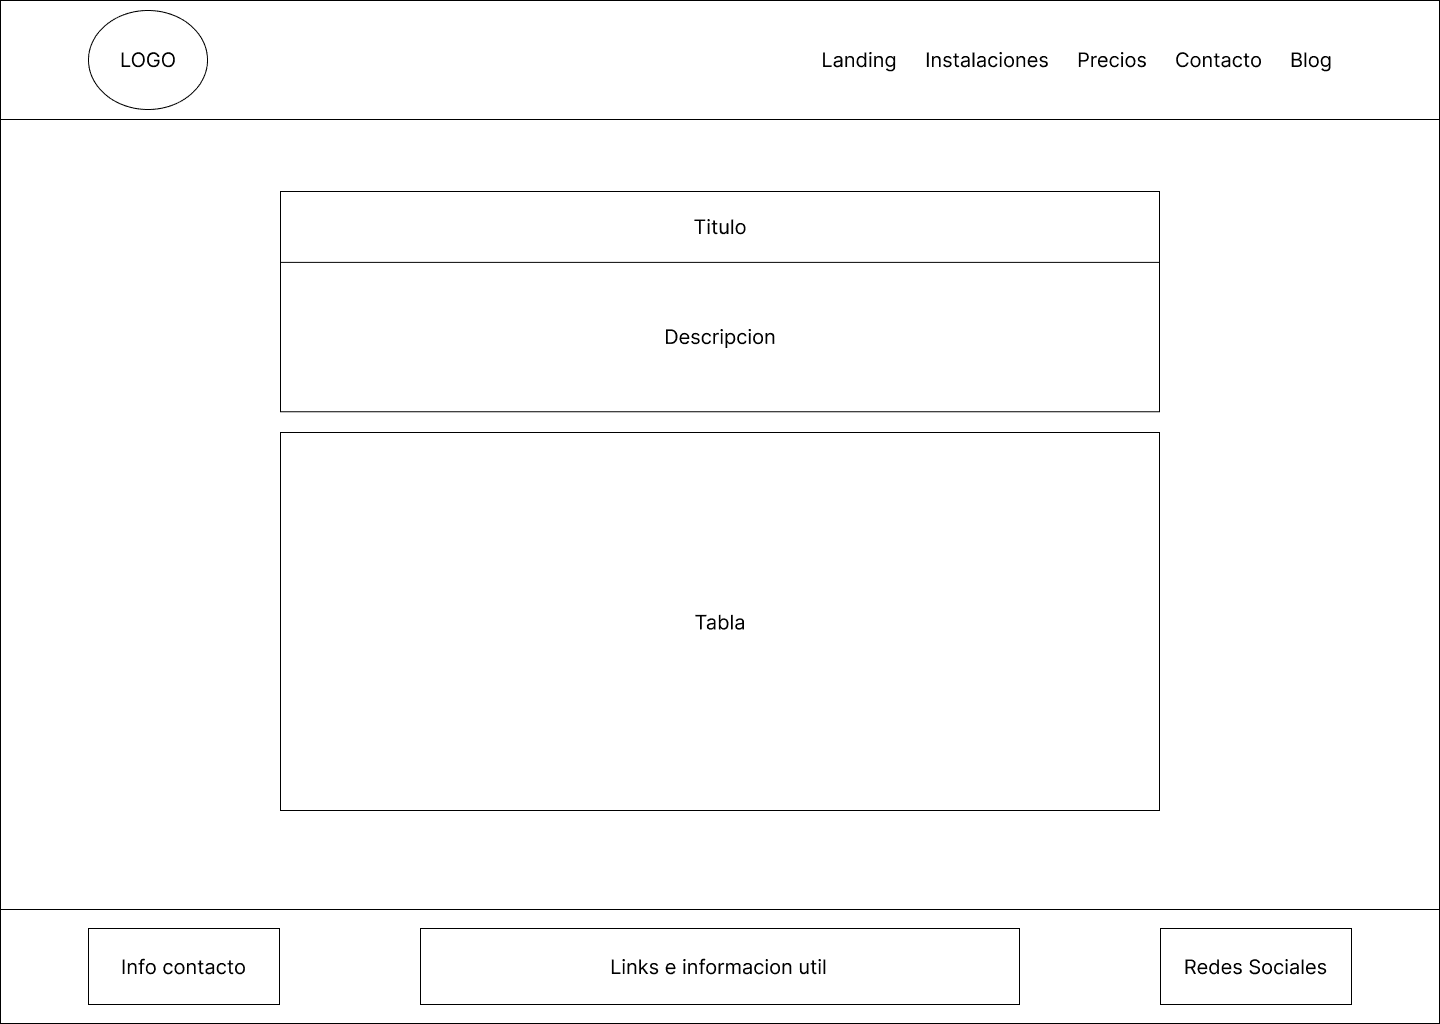 LOGO
Landing Instalaciones Precios Contacto Blog
Titulo
Descripcion
Tabla
Info contacto
Links e informacion util
Redes Sociales